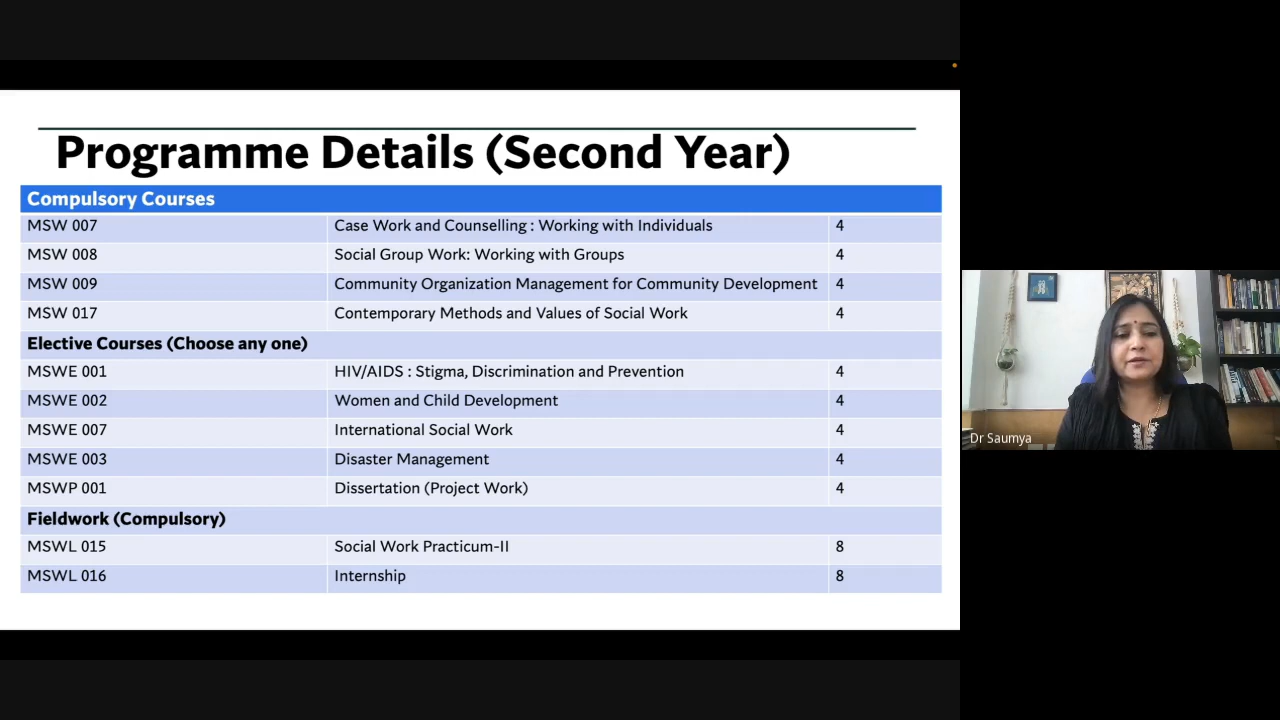 Programme Details (Second Year)
Compulsory Courses
MSW 007 Case Work and Counselling : Working with Individuals 4
MSW 008 Social Group Work: Working with Groups 4
MSW 009 Community Organization Management for Community Development 4
MSW 017 Contemporary Methods and Values of Social Work 4
Elective Courses (Choose any one)
MSWE 001 HIV/AIDS : Stigma, Discrimination and Prevention 4
MSWE 002 Women and Child Development 4
MSWE 007 International Social Work 4
MSWE 003 Disaster Management 4
MSWP 001 Dissertation (Project Work) 4
Fieldwork (Compulsory)
MSWL 015 Social Work Practicum-II 8
MSWL 016 Internship 8
Dr Saumya